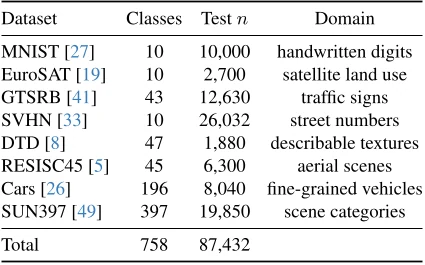 Dataset Classes Test n Domain
MNIST [27] 10 10,000 handwritten digits
EuroSAT [19] 10 2,700 satellite land use
GTSRB [41] 43 12,630 traffic signs
SVHN [33] 10 26,032 street numbers
DTD [8] 47 1,880 describable textures
RESISC45 [5] 45 6,300 aerial scenes
Cars [26] 196 8,040 fine-grained vehicles
SUN397 [49] 397 19,850 scene categories
Total 758 87,432